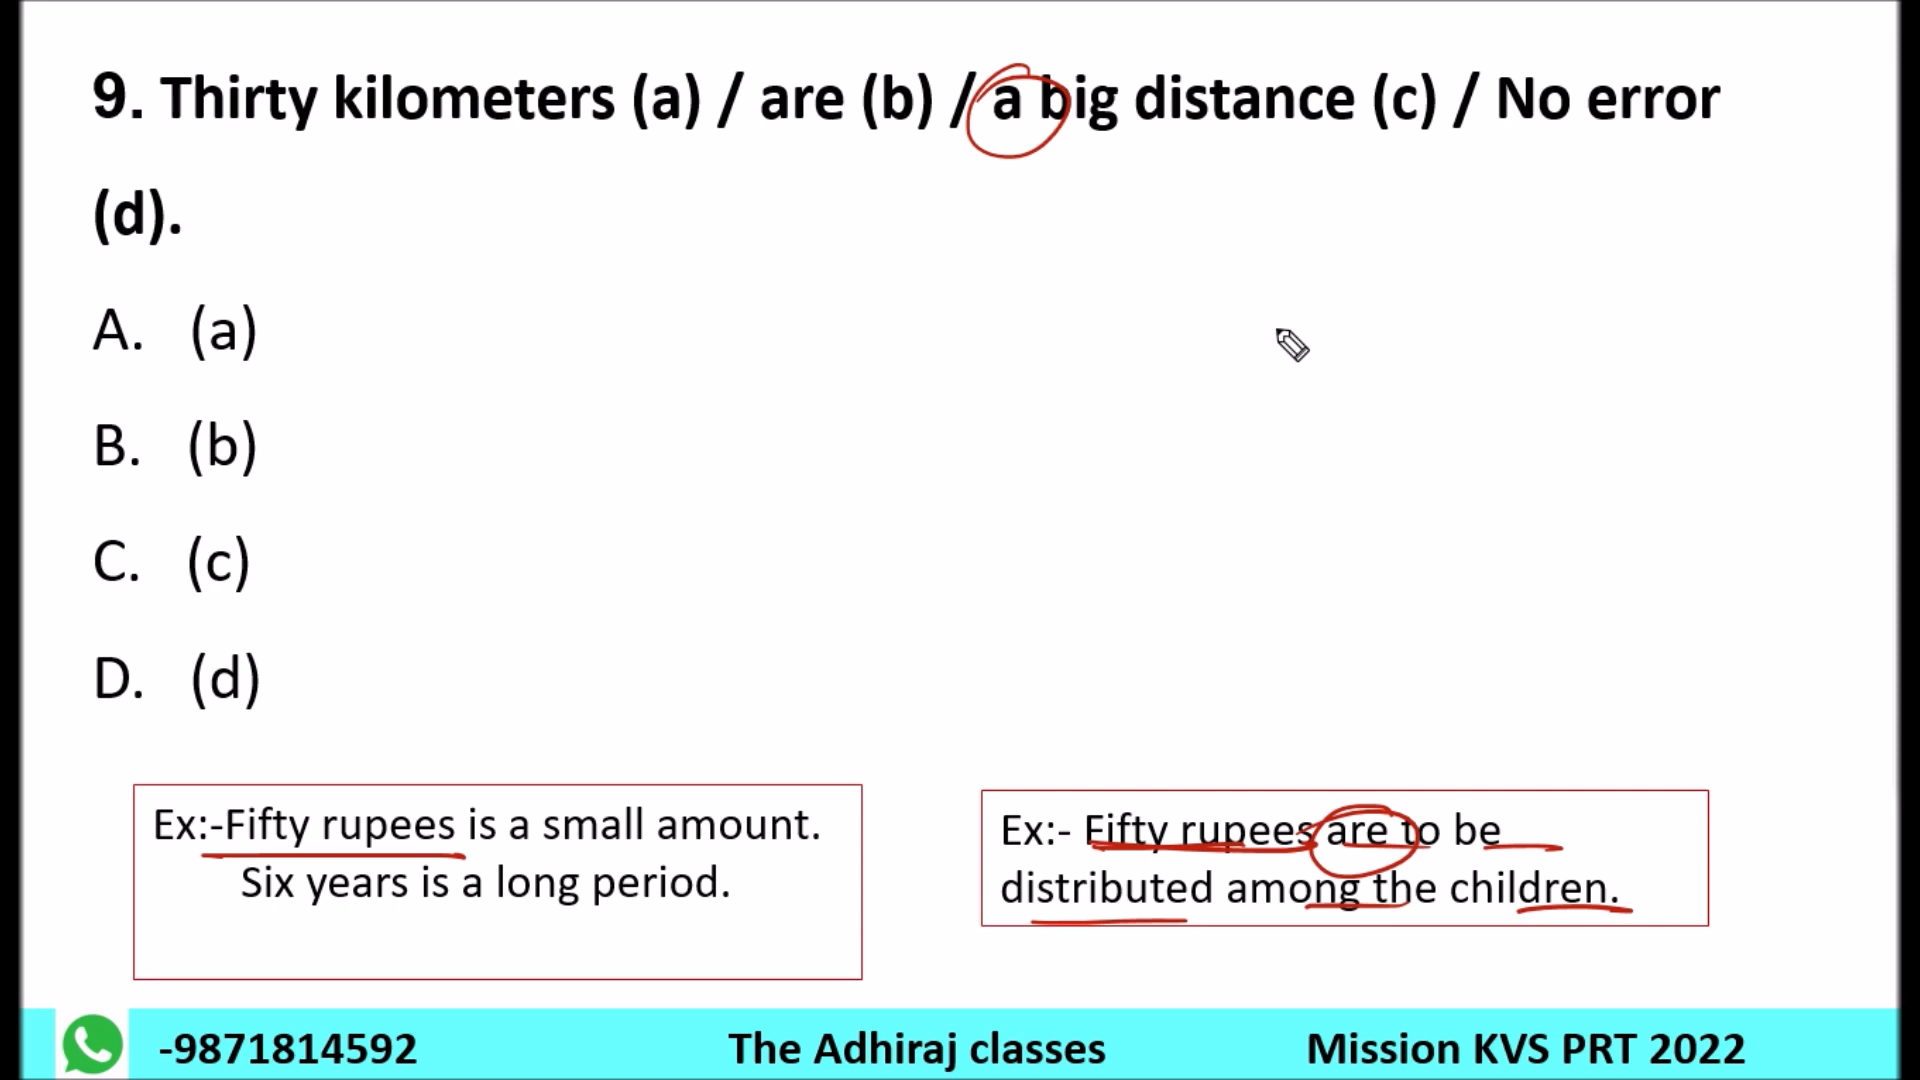 9. Thirty kilometers (a) / are (b) / a big distance (c) / No error
(d).
A. (a)
B. (b)
C. (c)
D. (d)
Ex:-Fifty rupees is a small amount.
Six years is a long period.
Ex:- Fifty rupees are to be
distributed among the children.
-9871814592 The Adhiraj classes Mission KVS PRT 2022